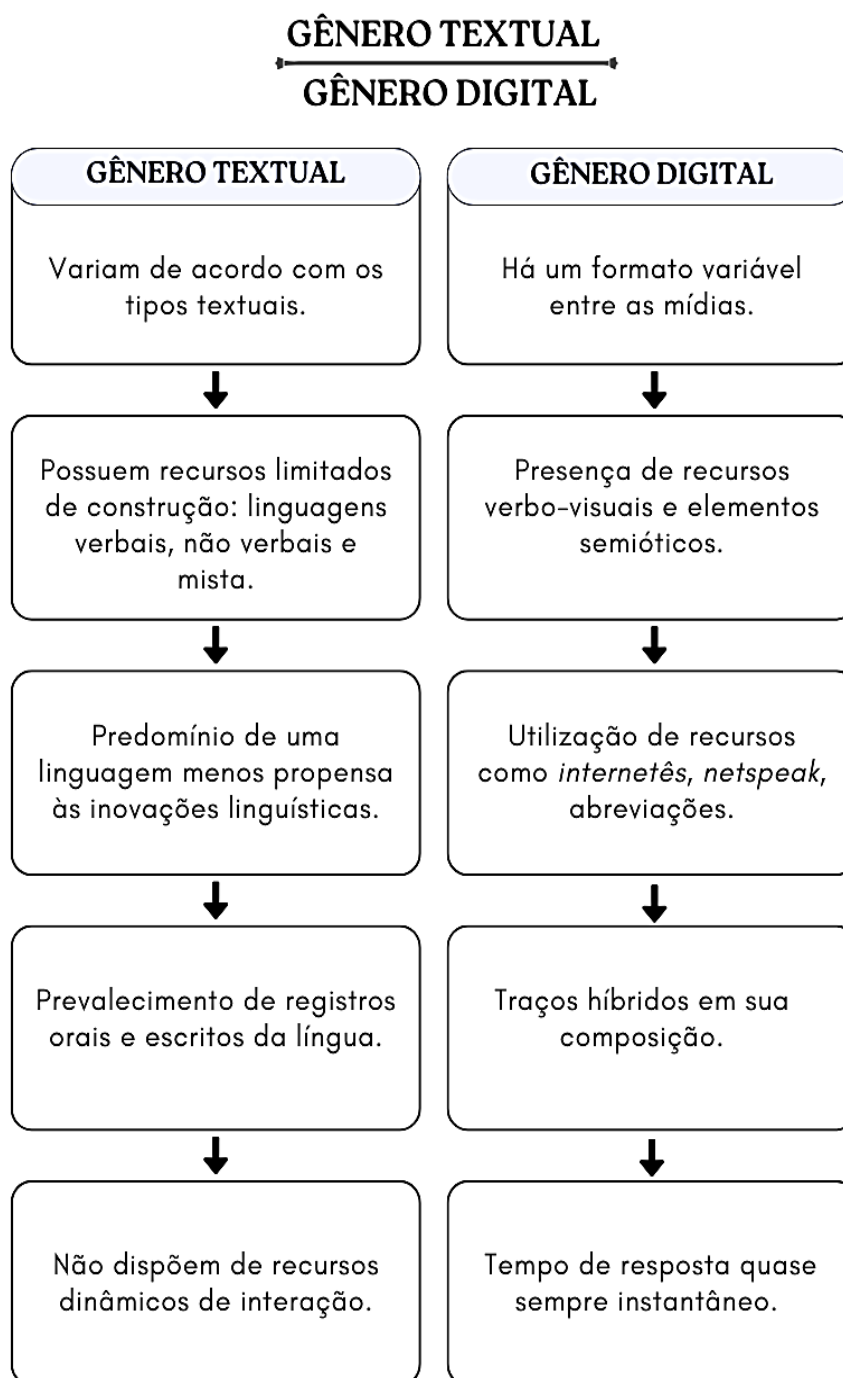 GÊNERO TEXTUAL
GÊNERO DIGITAL
GÊNERO TEXTUAL
Variam de acordo com os
tipos textuais.
Possuem recursos limitados
de construção: linguagens
verbais, não verbais e
mista.
Predomínio de uma
linguagem menos propensa
às inovações linguísticas.
Prevalecimento de registros
orais e escritos da língua.
Não dispõem de recursos
dinâmicos de interação.
GÊNERO DIGITAL
Há um formato variável
entre as mídias.
Presença de recursos
verbo-visuais e elementos
semióticos.
Utilização de recursos
como internetês, netspeak,
abreviações.
Traços híbridos em sua
composição.
Tempo de resposta quase
sempre instantâneo.